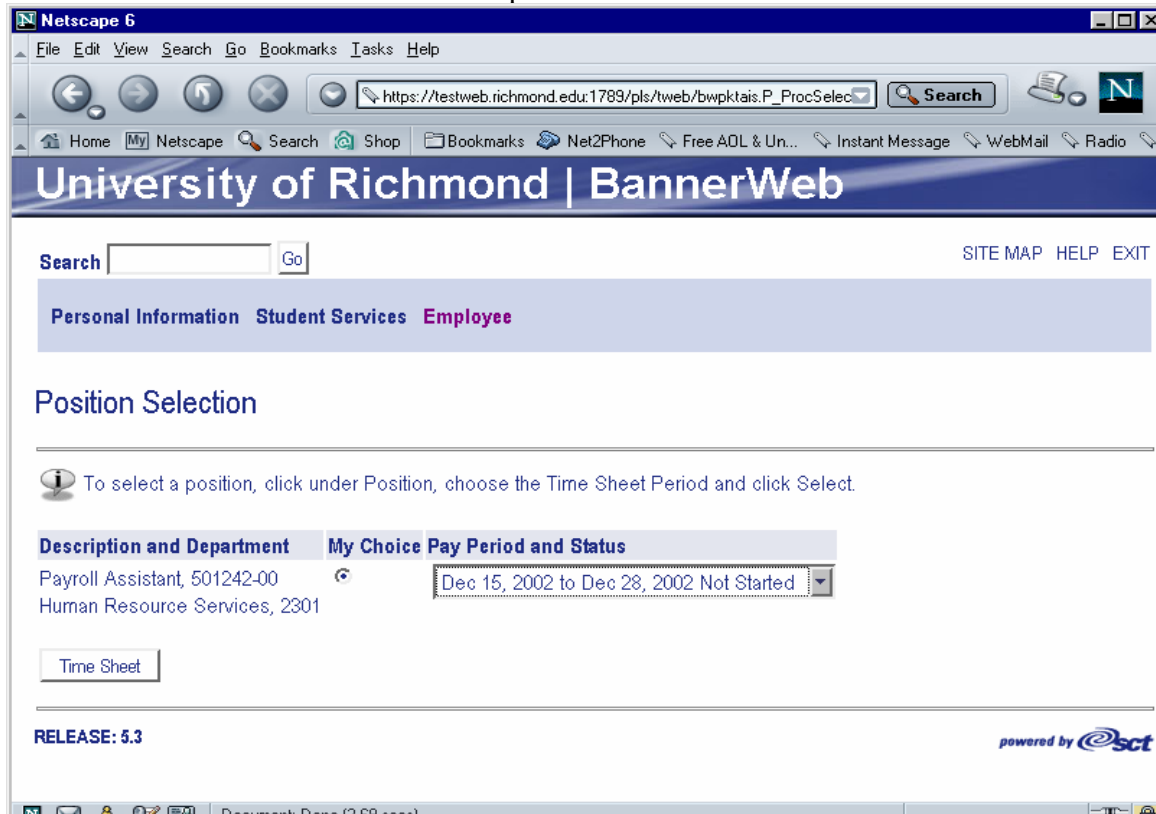 Netscape 6
File Edit View Search Go Bookmarks Tasks Help
https://testweb.richmond.edu:1789/pls/tweb/bwpktais.P_ProcSelec Search N
Home My Netscape Search Shop Bookmarks Net2Phone Free AOL & Un... Instant Message WebMail Radio
University of Richmond | BannerWeb
Search Go SITE MAP HELP EXIT
Personal Information Student Services Employee
Position Selection
To select a position, click under Position, choose the Time Sheet Period and click Select.
Description and Department My Choice Pay Period and Status
Payroll Assistant, 501242-00 Dec 15, 2002 to Dec 28, 2002 Not Started
Human Resource Services, 2301
Time Sheet
RELEASE: 5.3 powered by sct
Document: Done